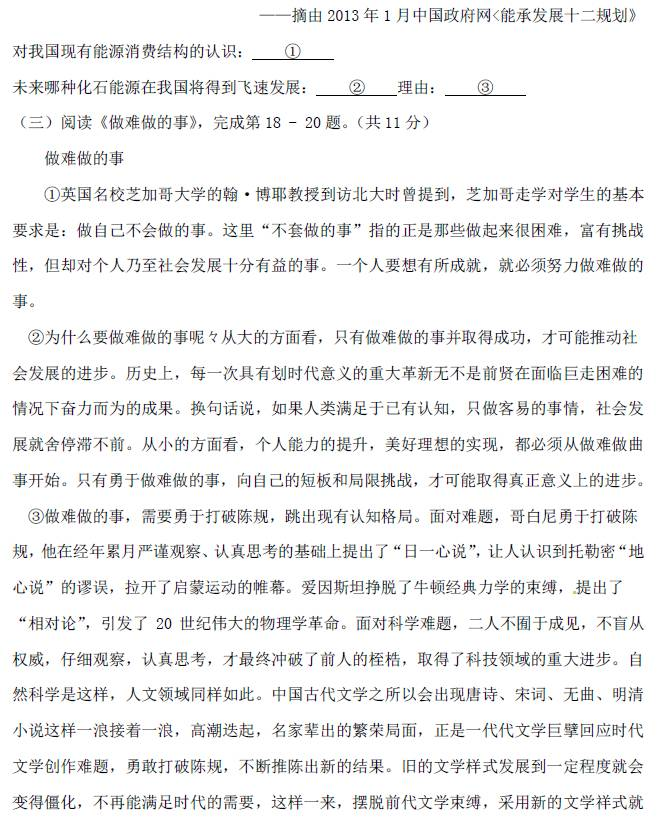 ——摘由 2013 年 1 月中国政府网<能承发展十二规划》
对我国现有能源消费结构的认识：　①
未来哪种化石能源在我国将得到飞速发展：　②　理由：　③
（三）阅读《做难做的事》，完成第 18 - 20 题。（共 11 分）
做难做的事
①英国名校芝加哥大学的翰·博耶教授到访北大时曾提到，芝加哥走学对学生的基本
要求是：做自己不会做的事。这里“不套做的事”指的正是那些做起来很困难，富有挑战
性，但却对个人乃至社会发展十分有益的事。一个人要想有所成就，就必须努力做难做的
事。
②为什么要做难做的事呢々从大的方面看，只有做难做的事并取得成功，才可能推动社
会发展的进步。历史上，每一次具有划时代意义的重大革新无不是前贤在面临巨走困难的
情况下奋力而为的成果。换句话说，如果人类满足于已有认知，只做客易的事情，社会发
展就舍停滞不前。从小的方面看，个人能力的提升，美好理想的实现，都必须从做难做曲
事开始。只有勇于做难做的事，向自己的短板和局限挑战，才可能取得真正意义上的进步。
③做难做的事，需要勇于打破陈规，跳出现有认知格局。面对难题，哥白尼勇于打破陈
规，他在经年累月严谨观察、认真思考的基础上提出了“日一心说”，让人认识到托勒密“地
心说”的谬误，拉开了启蒙运动的帷幕。爱因斯坦挣脱了牛顿经典力学的束缚，提出了
“相对论”，引发了 20 世纪伟大的物理学革命。面对科学难题，二人不囿于成见，不盲从
权威，仔细观察，认真思考，才最终冲破了前人的桎梏，取得了科技领域的重大进步。自
然科学是这样，人文领域同样如此。中国古代文学之所以会出现唐诗、宋词、无曲、明清
小说这样一浪接着一浪，高潮迭起，名家辈出的繁荣局面，正是一代代文学巨擘回应时代
文学创作难题，勇敢打破陈规，不断推陈出新的结果。旧的文学样式发展到一定程度就会
变得僵化，不再能满足时代的需要，这样一来，摆脱前代文学束缚，采用新的文学祥式就